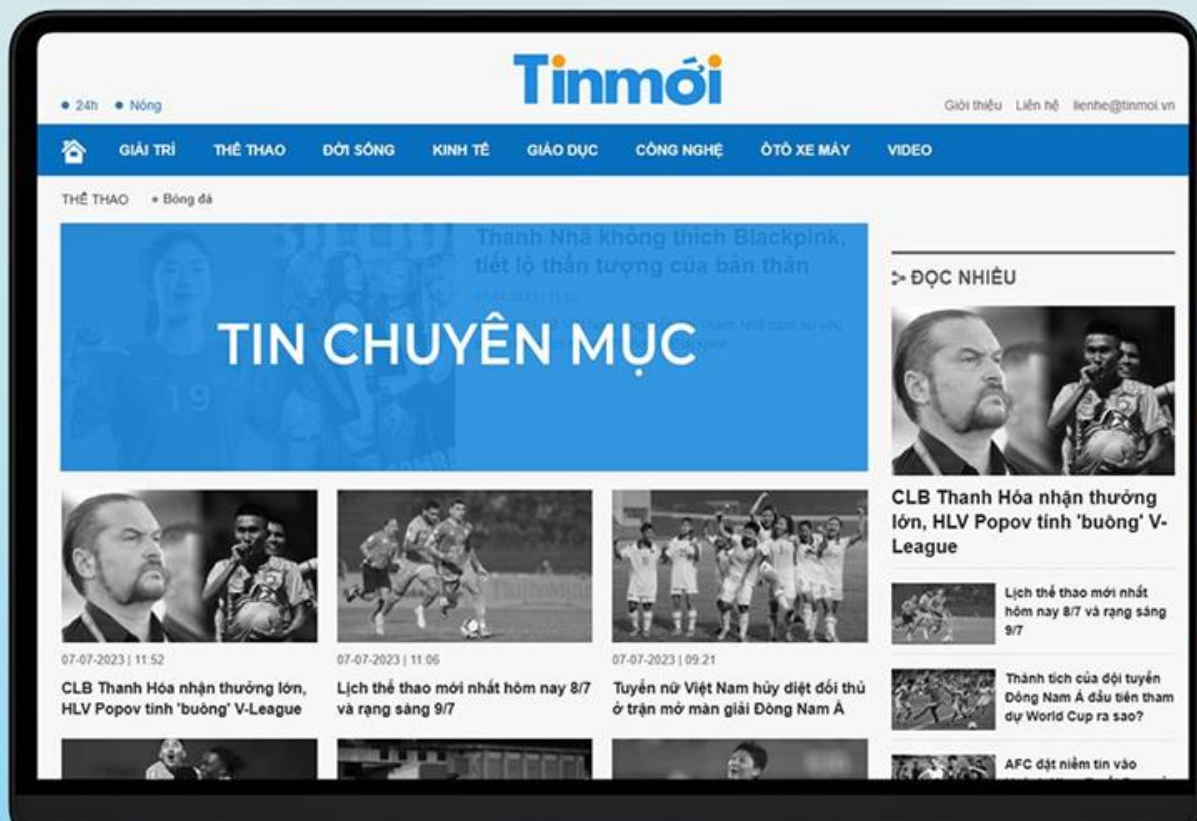 Tinmới
24h
Nóng
Giới thiệu Liên hệ lienhe@tinmoi.vn
GIẢI TRÍ THỂ THAO ĐỜI SỐNG KINH TẾ GIÁO DỤC CÔNG NGHỆ ÔTÔ XE MÁY VIDEO
THỂ THAO • Bóng đá
Thanh Nhã không thích Blackpink,
tiết lộ thần tượng của bản thân
TIN CHUYÊN MỤC
19
07-07-2023 | 11:52
CLB Thanh Hóa nhận thưởng lớn,
HLV Popov tính 'buông' V-League
07-07-2023 | 11:06
Lịch thể thao mới nhất hôm nay 8/7
và rạng sáng 9/7
07-07-2023 | 09:21
Tuyển nữ Việt Nam hủy diệt đối thủ
ở trận mở màn giải Đông Nam Á
ĐỌC NHIỀU
CLB Thanh Hóa nhận thưởng
lớn, HLV Popov tính 'buông' V-
League
Lịch thể thao mới nhất
hôm nay 8/7 và rạng sáng
9/7
Thành tích của đội tuyển
Đông Nam Á đầu tiên tham
dự World Cup ra sao?
AFC đặt niềm tin vào